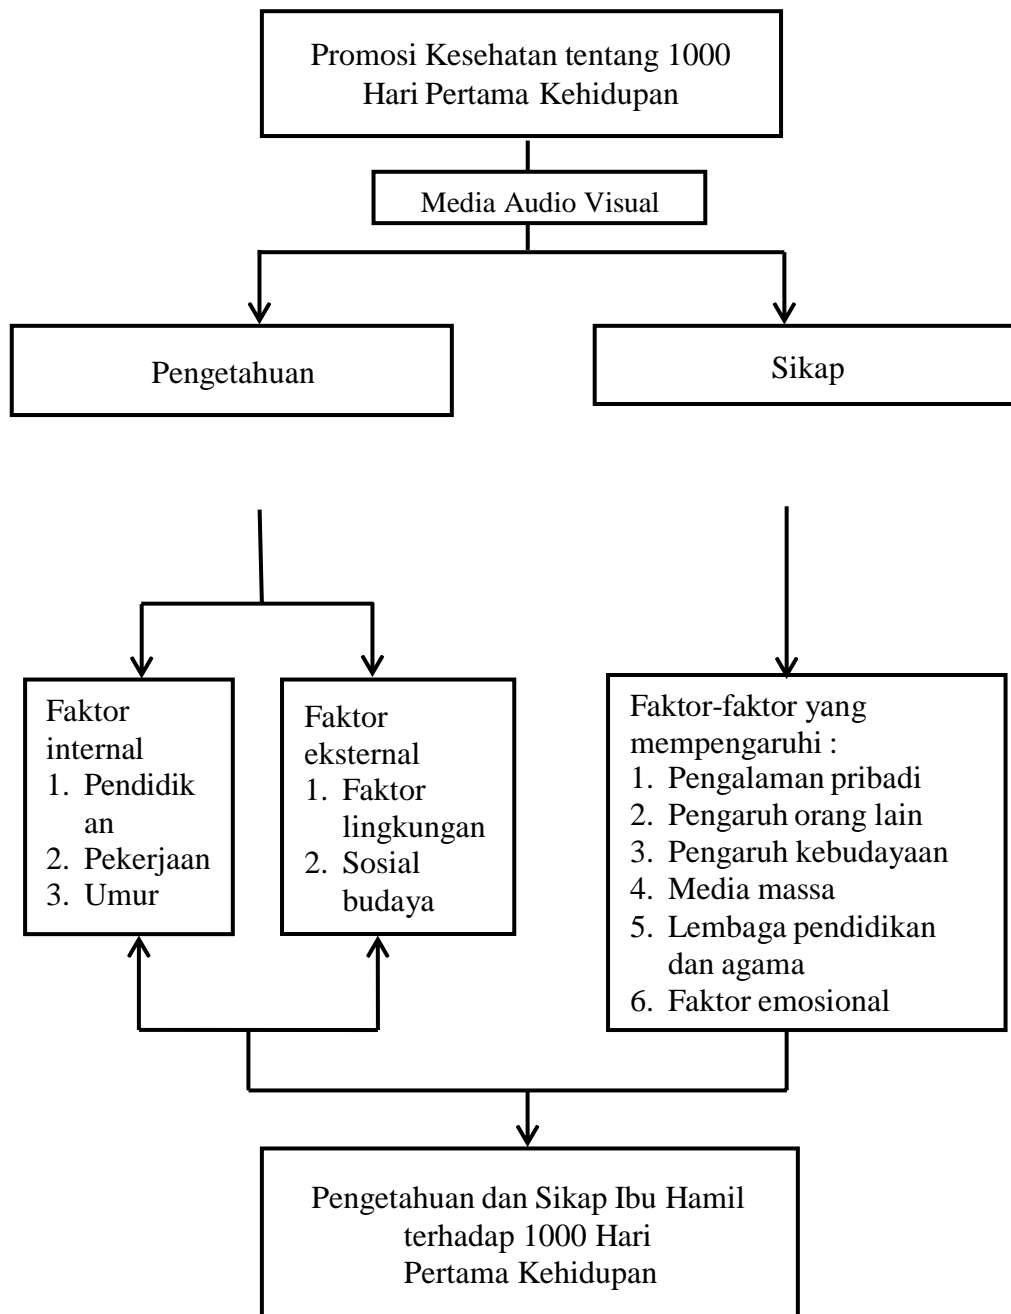 Promosi Kesehatan tentang 1000
Hari Pertama Kehidupan
Media Audio Visual
Pengetahuan
Sikap
Faktor
internal
1. Pendidik
an
2. Pekerjaan
3. Umur
Faktor
eksternal
1. Faktor
lingkungan
2. Sosial
budaya
Faktor-faktor yang
mempengaruhi :
1. Pengalaman pribadi
2. Pengaruh orang lain
3. Pengaruh kebudayaan
4. Media massa
5. Lembaga pendidikan
dan agama
6. Faktor emosional
Pengetahuan dan Sikap Ibu Hamil
terhadap 1000 Hari
Pertama Kehidupan